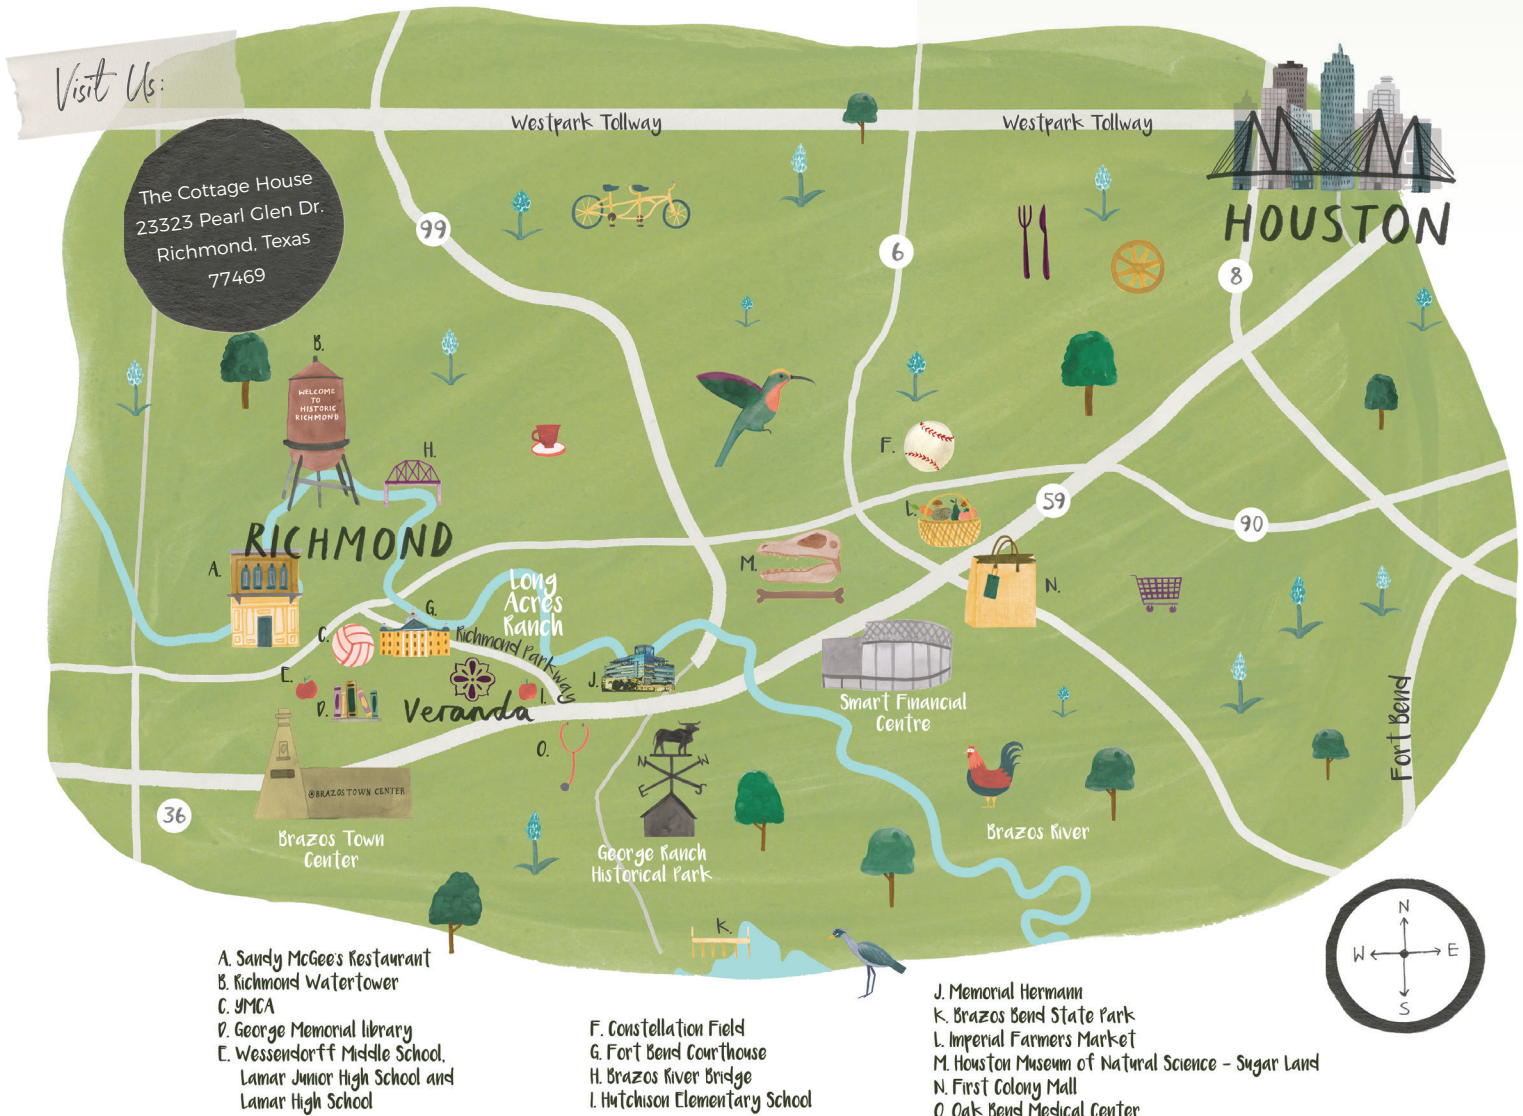 Visit Us:
The Cottage House
23323 Pearl Glen Dr.
Richmond, Texas
77469
Westpark Tollway
Westpark Tollway
HOUSTON
99
6
8
B.
WELCOME
TO
HISTORIC
RICHMOND
H.
F.
L.
59
90
RICHMOND
A.
M.
N.
Long
Acres
Ranch
G.
C.
Richmond Parkway
E.
D.
Veranda
I.
J.
Smart Financial
Centre
O.
N
W
E
S
Fort Bend
@BRAZOS TOWN CENTER
36
Brazos Town
Center
George Ranch
Historical Park
Brazos River
K.
N
W
E
S
A. Sandy McGee's Restaurant
B. Richmond Watertower
C. YMCA
D. George Memorial library
E. Wessendorff Middle School,
Lamar Junior High School and
Lamar High School
F. Constellation Field
G. Fort Bend Courthouse
H. Brazos River Bridge
I. Hutchison Elementary School
J. Memorial Hermann
K. Brazos Bend State Park
L. Imperial Farmers Market
M. Houston Museum of Natural Science - Sugar Land
N. First Colony Mall
O. Oak Bend Medical Center